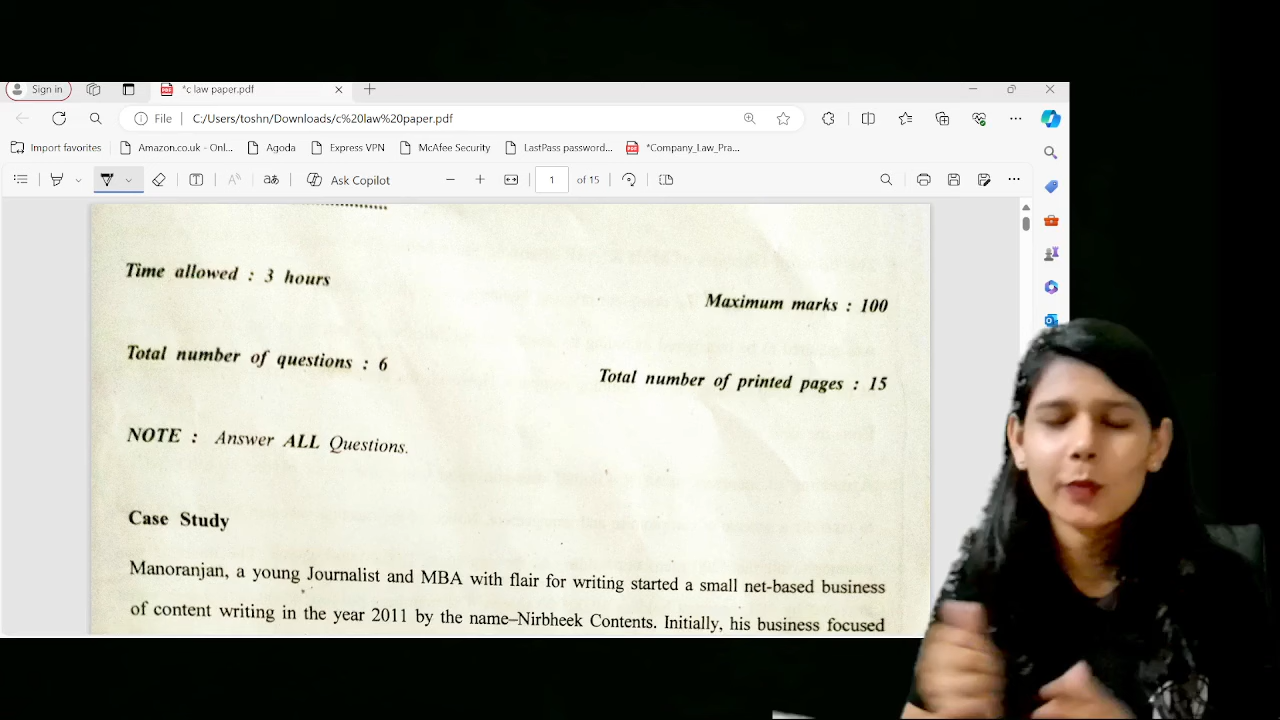 Sign in
*c law paper.pdf
File
C:/Users/toshn/Downloads/c%20law%20paper.pdf
Import favorites
Amazon.co.uk - Onl...
Agoda
Express VPN
McAfee Security
LastPass password...
*Company_Law_Pra...
Ask Copilot
1
of 15
Time allowed : 3 hours
Maximum marks : 100
Total number of questions : 6
Total number of printed pages : 15
NOTE : Answer ALL Questions.
Case Study
Manoranjan, a young Journalist and MBA with flair for writing started a small net-based business
of content writing in the year 2011 by the name–Nirbheek Contents. Initially, his business focused